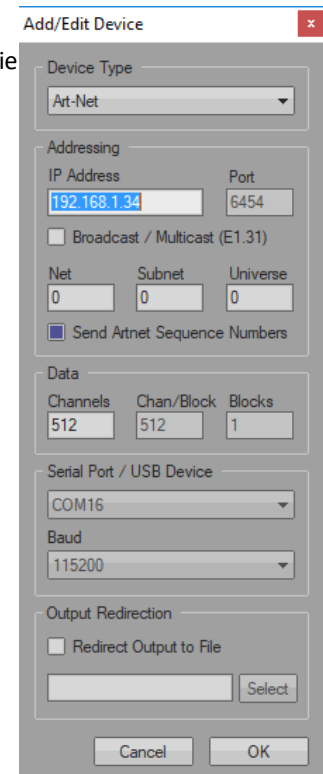 Add/Edit Device x
ie
Device Type
Art-Net
Addressing
IP Address Port
192.168.1.34 6454
Broadcast / Multicast (E1.31)
Net Subnet Universe
0 0 0
Send Artnet Sequence Numbers
Data
Channels Chan/Block Blocks
512 512 1
Serial Port / USB Device
COM16
Baud
115200
Output Redirection
Redirect Output to File
Select
Cancel OK